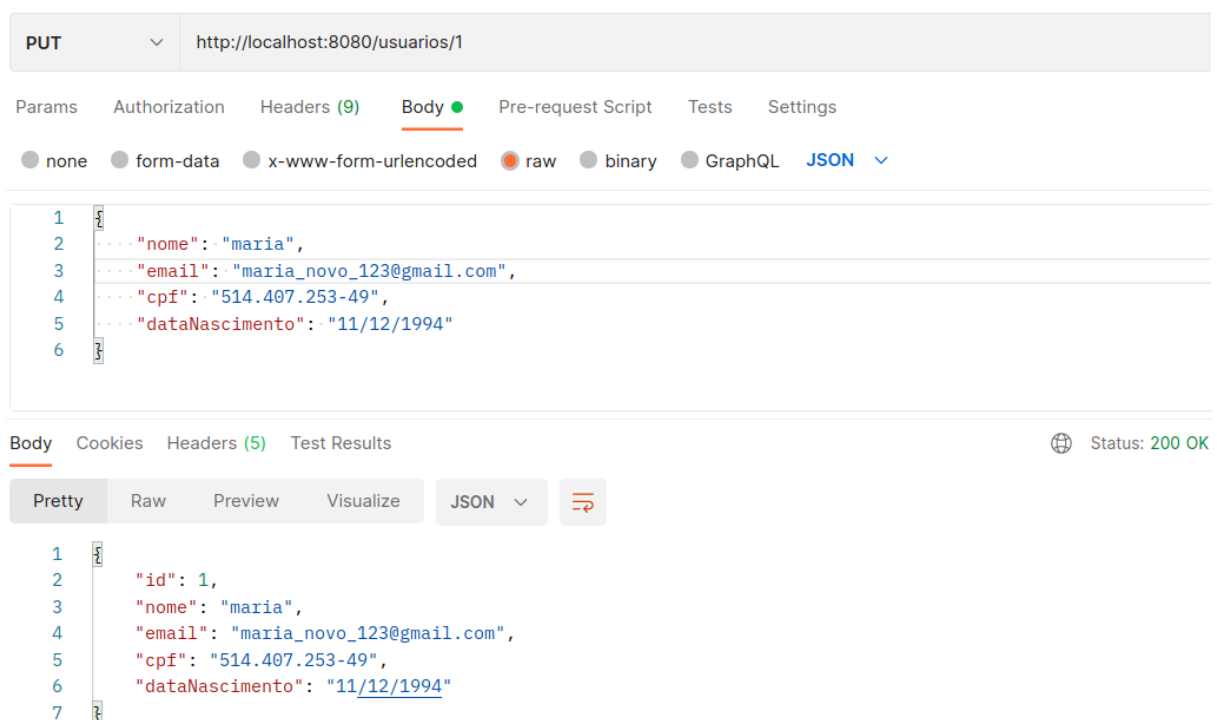 PUT http://localhost:8080/usuarios/1
Params Authorization Headers (9) Body Pre-request Script Tests Settings
none form-data x-www-form-urlencoded raw binary GraphQL JSON
1 {
2 "nome": "maria",
3 "email": "maria_novo_123@gmail.com",
4 "cpf": "514.407.253-49",
5 "dataNascimento": "11/12/1994"
6 }
Body Cookies Headers (5) Test Results Status: 200 OK
Pretty Raw Preview Visualize JSON
1 {
2 "id": 1,
3 "nome": "maria",
4 "email": "maria_novo_123@gmail.com",
5 "cpf": "514.407.253-49",
6 "dataNascimento": "11/12/1994"
7 }